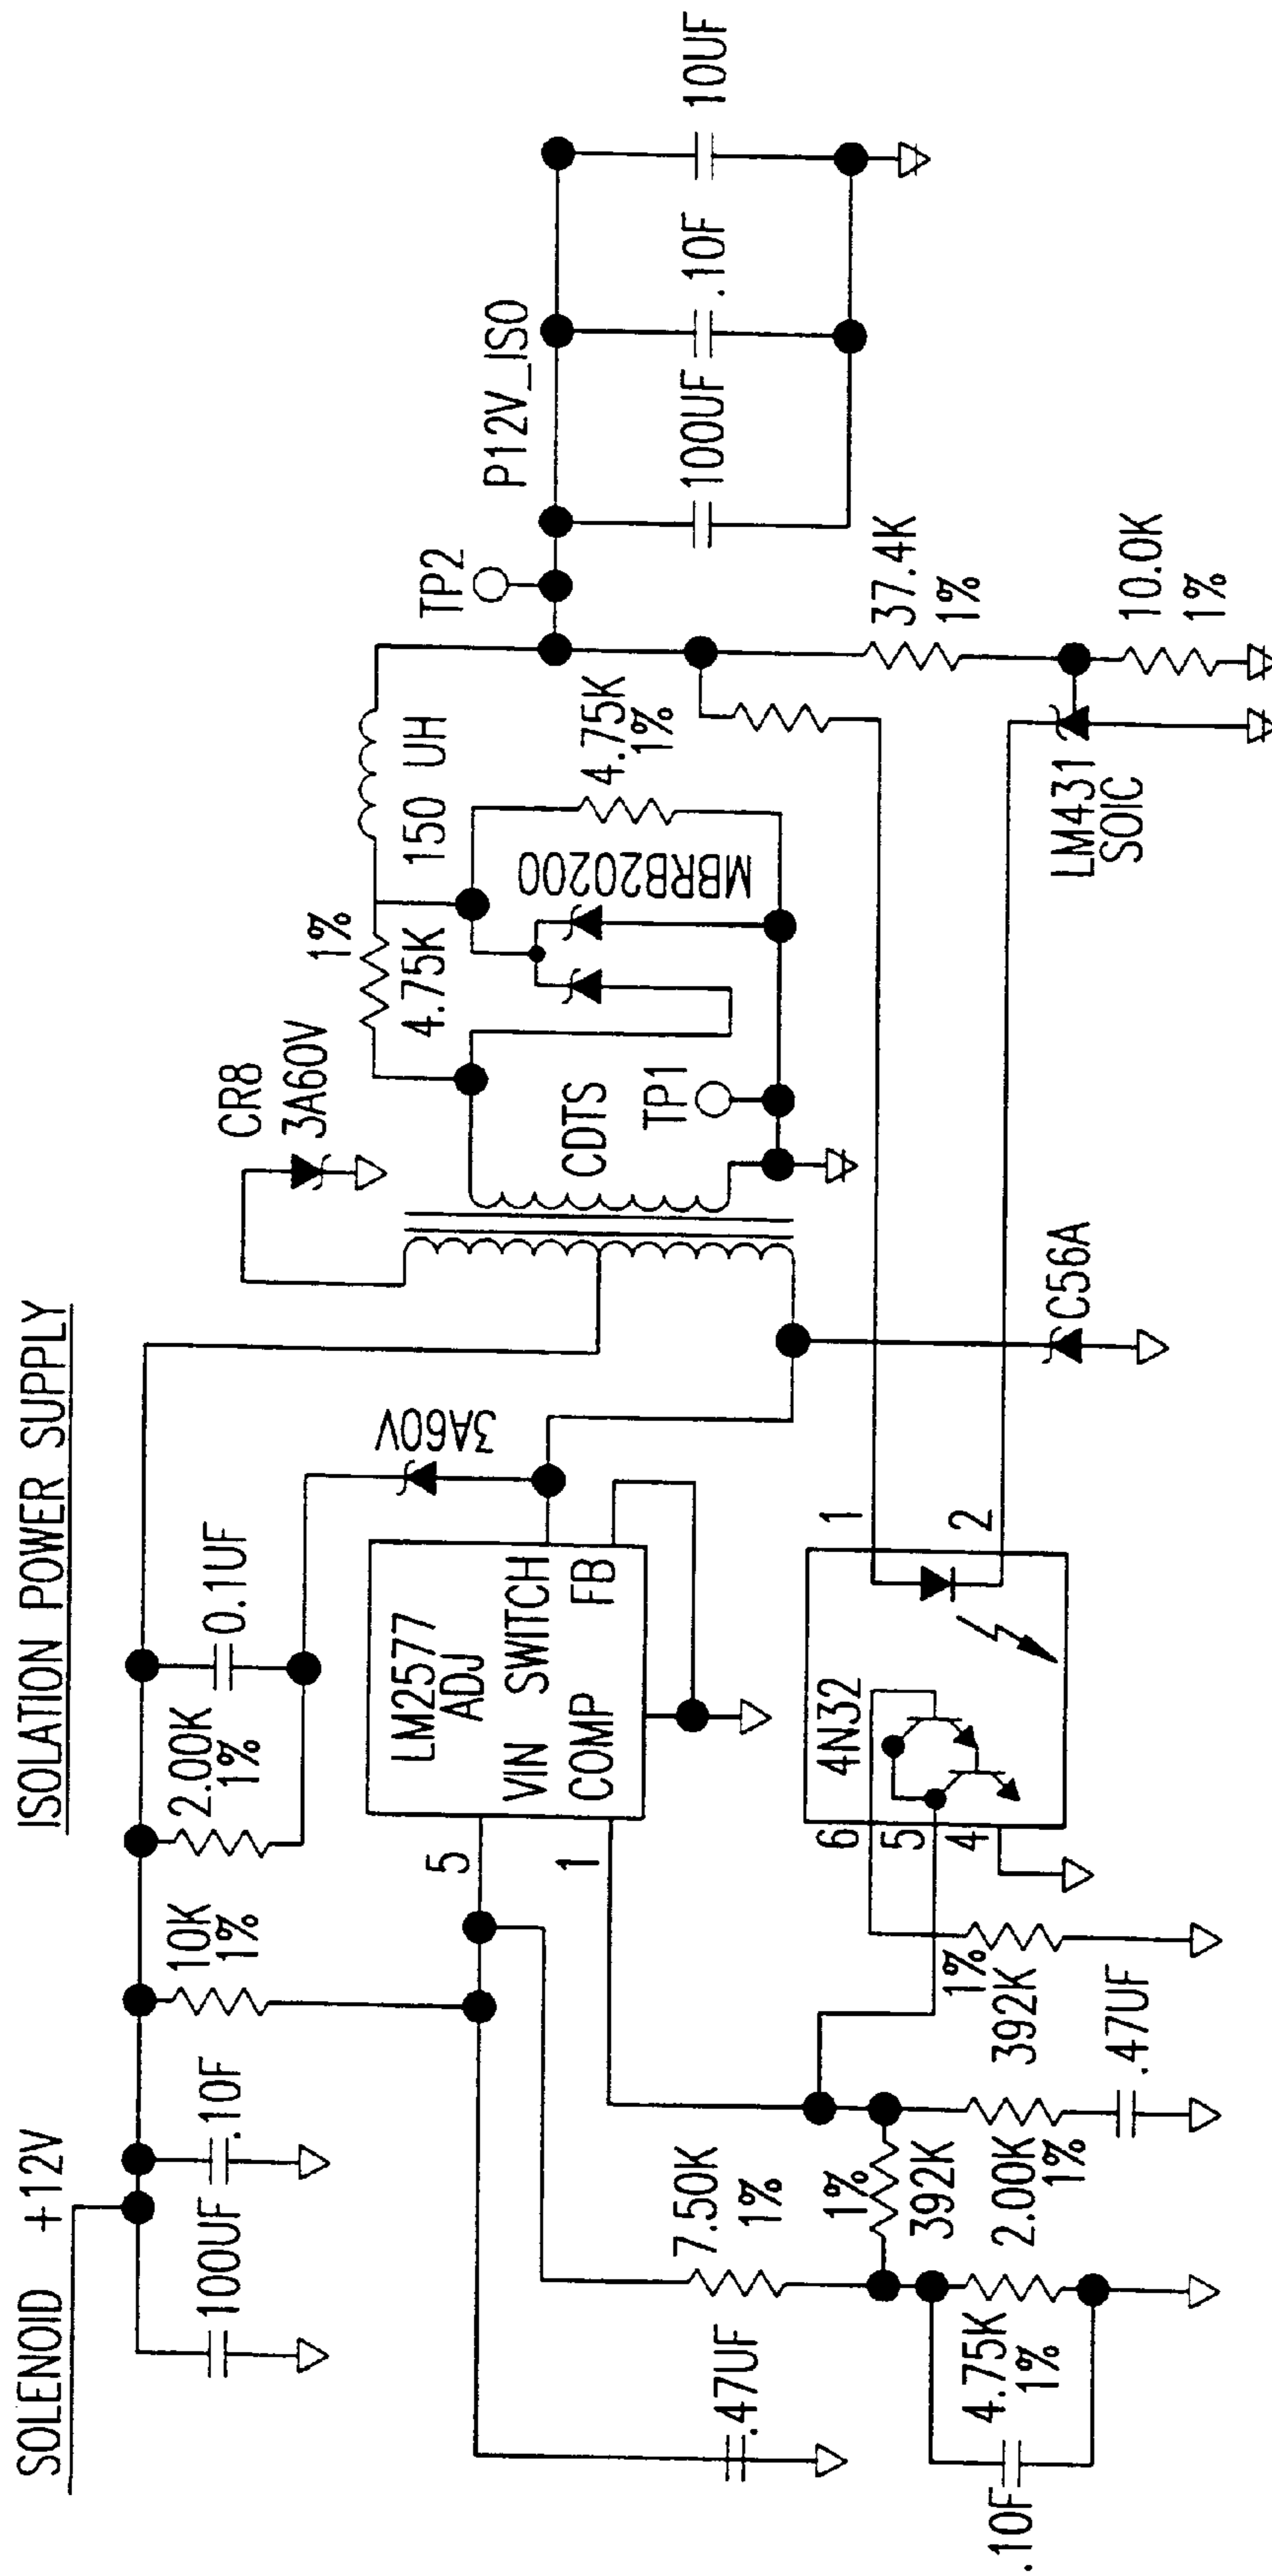 ISOLATION POWER SUPPLY
SOLENOID +12V
100UF
.10F
10K
1%
2.00K
1%
0.1UF
3A60V
CR8
3A60V
1%
4.75K
150 UH
CDTS
TP1
MBRB20200
4.75K
1%
TP2
P12V_ISO
100UF
.10F
10UF
LM2577
ADJ
VIN
SWITCH
COMP
FB
5
1
4N32
6
5
4
1
2
C56A
LM431
SOIC
37.4K
1%
10.0K
1%
.47UF
7.50K
1%
1%
392K
1%
392K
2.00K
1%
.47UF
4.75K
1%
.10F